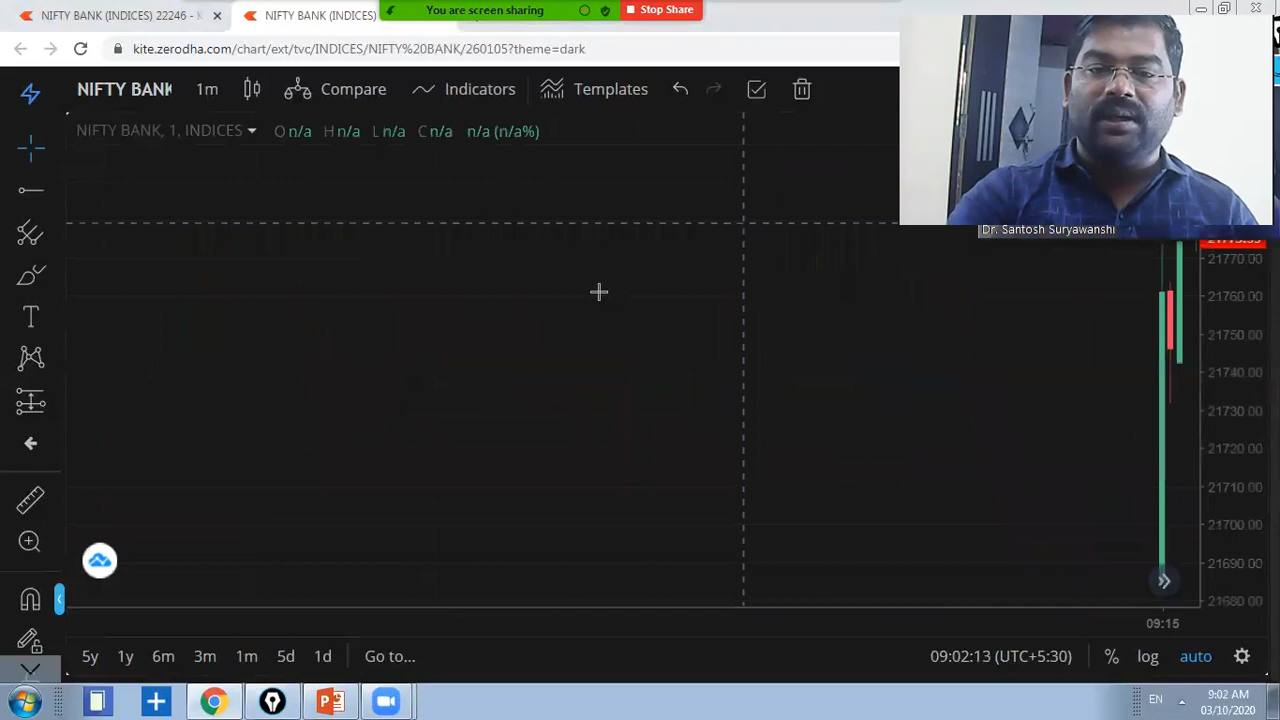 NIFTY BANK (INDICES) 22246 -
NIFTY BANK (INDICES)
You are screen sharing
Stop Share
kite.zerodha.com/chart/ext/tvc/INDICES/NIFTY%20BANK/260105?theme=dark
NIFTY BANK 1m Compare Indicators Templates
NIFTY BANK, 1, INDICES O n/a H n/a L n/a C n/a n/a (n/a%)
Dr. Santosh Suryawanshi
21770.00
21760.00
21750.00
21740.00
21730.00
21720.00
21710.00
21700.00
21690.00
21680.00
09:15
5y 1y 6m 3m 1m 5d 1d Go to... 09:02:13 (UTC+5:30) % log auto
EN
9:02 AM
03/10/2020